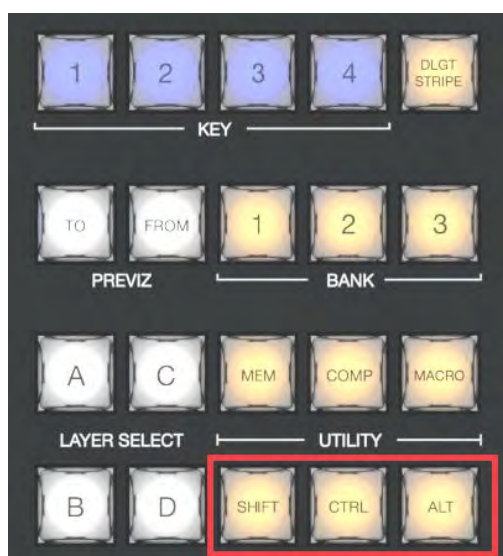 1 2 3 4 DLGT STRIPE
KEY
TO FROM 1 2 3
PREVIZ BANK
A C MEM COMP MACRO
LAYER SELECT UTILITY
B D SHIFT CTRL ALT